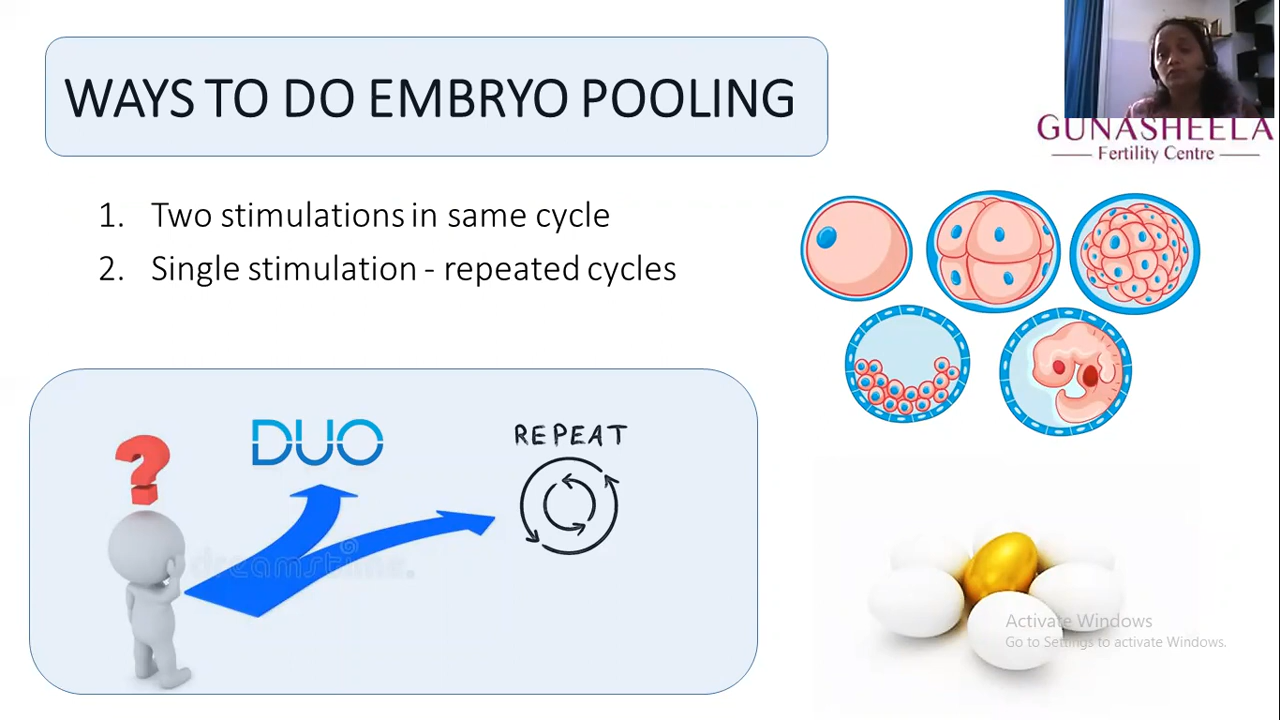 WAYS TO DO EMBRYO POOLING
GUNASHEELA
Fertility Centre
1. Two stimulations in same cycle
2. Single stimulation - repeated cycles
?
DUO
REPEAT
dreamstime.
Activate Windows
Go to Settings to activate Windows.